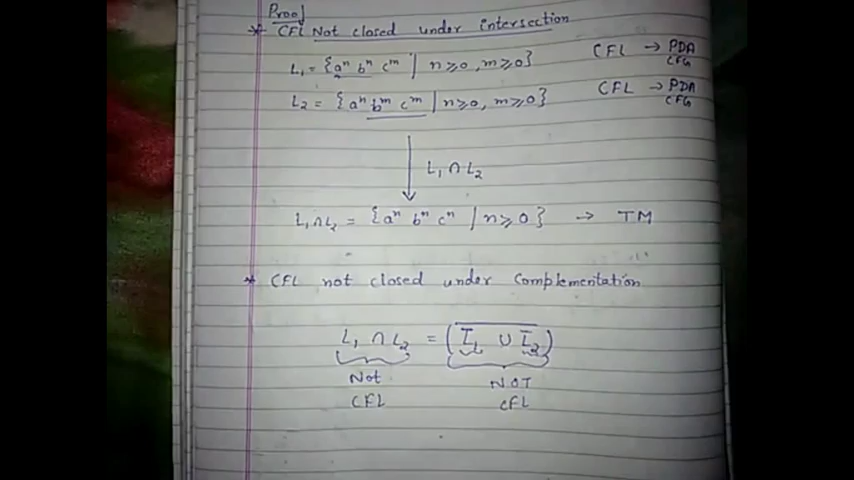 Proof
* CFL Not closed under intersection
L₁ = {aⁿ bⁿ cᵐ | n≥0, m≥0} CFL → PDA
CFG
L₂ = {aⁿ bᵐ cᵐ | n≥0, m≥0} CFL → PDA
CFG
L₁ ∩ L₂
L₁∩L₂ = {aⁿ bⁿ cⁿ | n≥0} → TM
* CFL not closed under Complementation
L₁ ∩ L₂ = (L̅₁ ∪ L̅₂)̅
Not NOT
CFL CFL